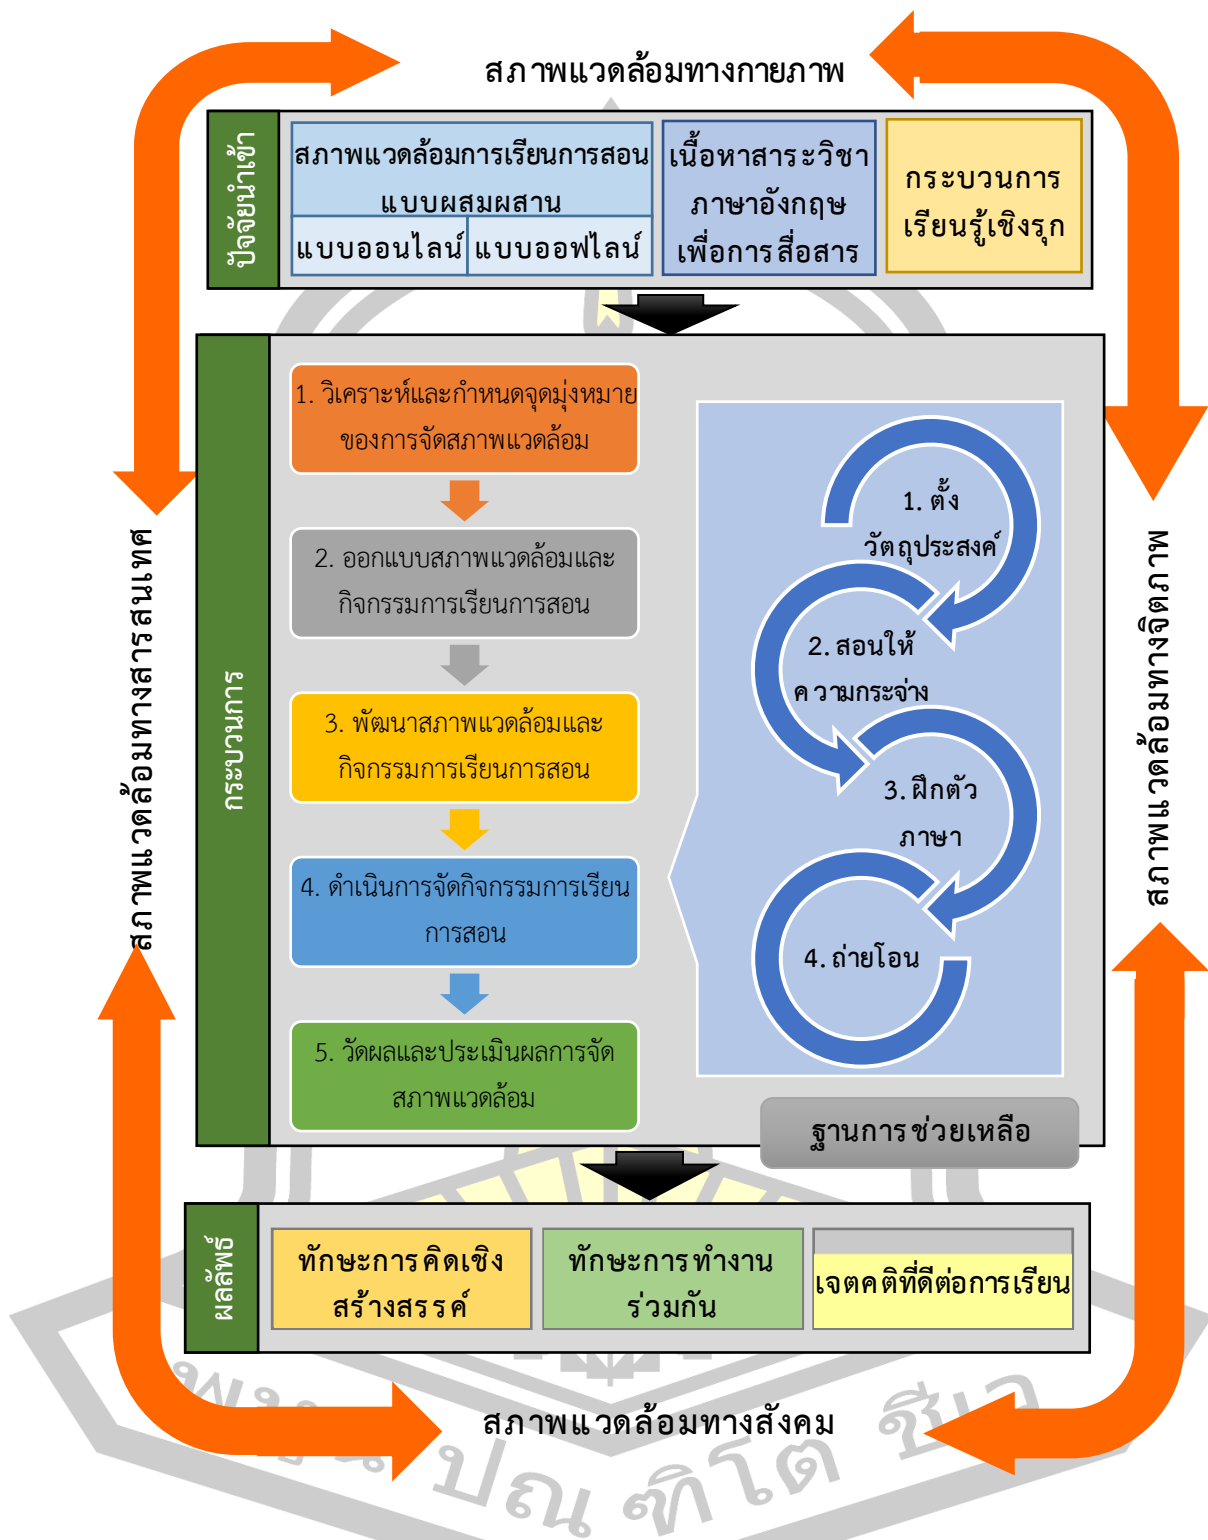 สภาพแวดล้อมทางกายภาพ
ปัจจัยนำเข้า
สภาพแวดล้อมการเรียนการสอน
แบบผสมผสาน
แบบออนไลน์
แบบออฟไลน์
เนื้อหาสาระวิชา
ภาษาอังกฤษ
เพื่อการสื่อสาร
กระบวนการ
เรียนรู้เชิงรุก
สภาพแวดล้อมทางสารสนเทศ
กระบวนการ
1. วิเคราะห์และกำหนดจุดมุ่งหมาย
ของการจัดสภาพแวดล้อม
2. ออกแบบสภาพแวดล้อมและ
กิจกรรมการเรียนการสอน
3. พัฒนาสภาพแวดล้อมและ
กิจกรรมการเรียนการสอน
4. ดำเนินการจัดกิจกรรมการเรียน
การสอน
5. วัดผลและประเมินผลการจัด
สภาพแวดล้อม
1. ตั้ง
วัตถุประสงค์
2. สอนให้
ความกระจ่าง
3. ฝึกตัว
ภาษา
4. ถ่ายโอน
ฐานการช่วยเหลือ
สภาพแวดล้อมทางจิตภาพ
ผลลัพธ์
ทักษะการคิดเชิง
สร้างสรรค์
ทักษะการทำงาน
ร่วมกัน
เจตคติที่ดีต่อการเรียน
สภาพแวดล้อมทางสังคม
พหูน ปณฺฑิโต ชีเว